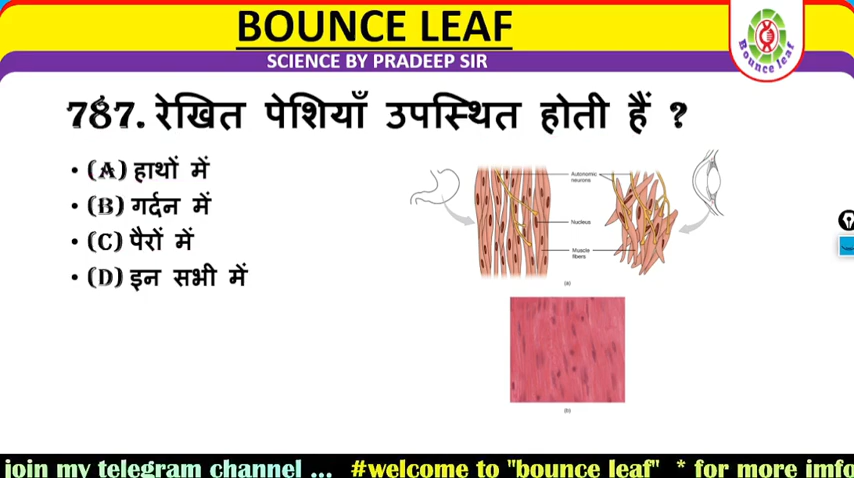 BOUNCE LEAF
SCIENCE BY PRADEEP SIR
Bounce leaf
787. रेखित पेशियाँ उपस्थित होती हैं ?
• (A) हाथों में
• (B) गर्दन में
• (C) पैरों में
• (D) इन सभी में
Autonomic
neurons
Nucleus
Muscle
fibers
(a)
(b)
join my telegram channel ... #welcome to "bounce leaf" * for more imfo